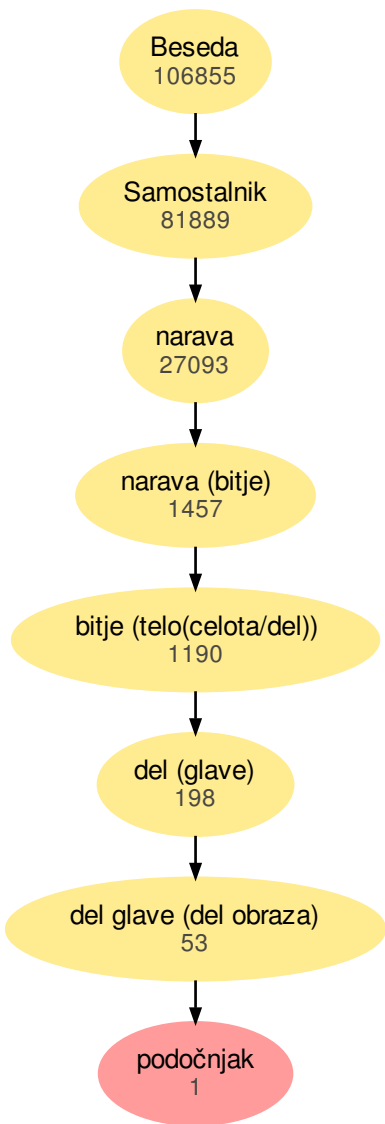 Beseda
106855
Samostalnik
81889
narava
27093
narava (bitje)
1457
bitje (telo(celota/del))
1190
del (glave)
198
del glave (del obraza)
53
podočnjak
1